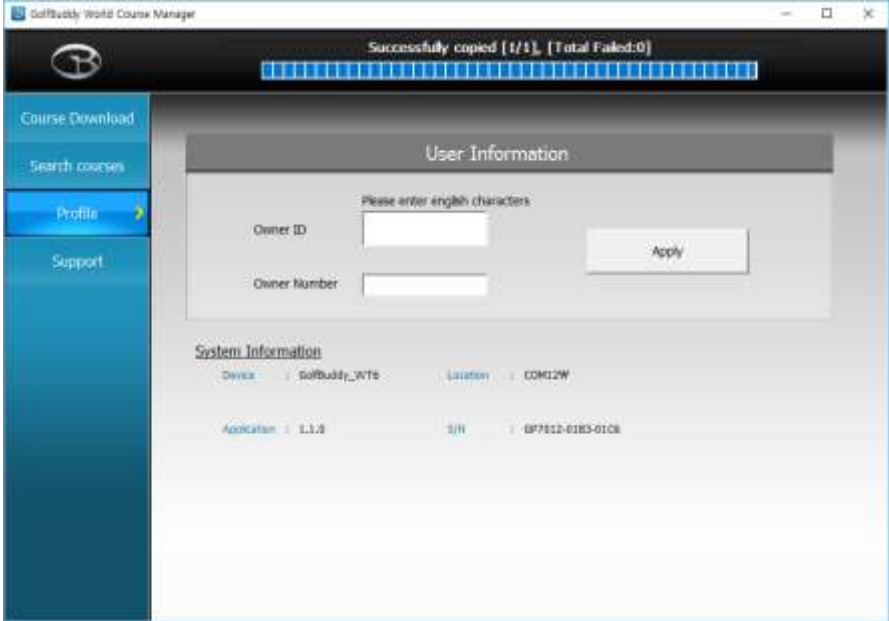 GolfBuddy World Course Manager
Successfully copied [1/1], [Total Failed:0]
Course Download
Search courses
Profile
Support
User Information
Please enter english characters
Owner ID
Apply
Owner Number
System Information
Device : GolfBuddy_WT6 Location : COM12₩
Application : 1.1.0 S/N :